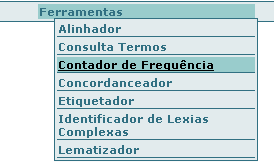 Ferramentas
Alinhador
Consulta Termos
Contador de Frequência
Concordanceador
Etiquetador
Identificador de Lexias
Complexas
Lematizador